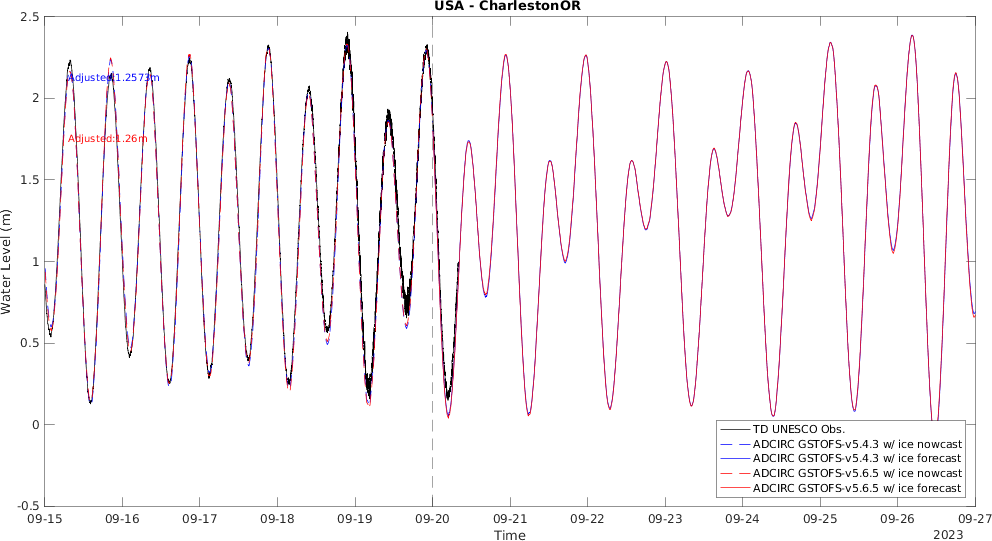 USA - CharlestonOR
2.5
2
1.5
1
0.5
0
-0.5
Water Level (m)
Adjusted:1.2573m
Adjusted:1.26m
TD UNESCO Obs.
ADCIRC GSTOFS-v5.4.3 w/ ice nowcast
ADCIRC GSTOFS-v5.4.3 w/ ice forecast
ADCIRC GSTOFS-v5.6.5 w/ ice nowcast
ADCIRC GSTOFS-v5.6.5 w/ ice forecast
09-15 09-16 09-17 09-18 09-19 09-20 09-21 09-22 09-23 09-24 09-25 09-26 09-27
Time
2023